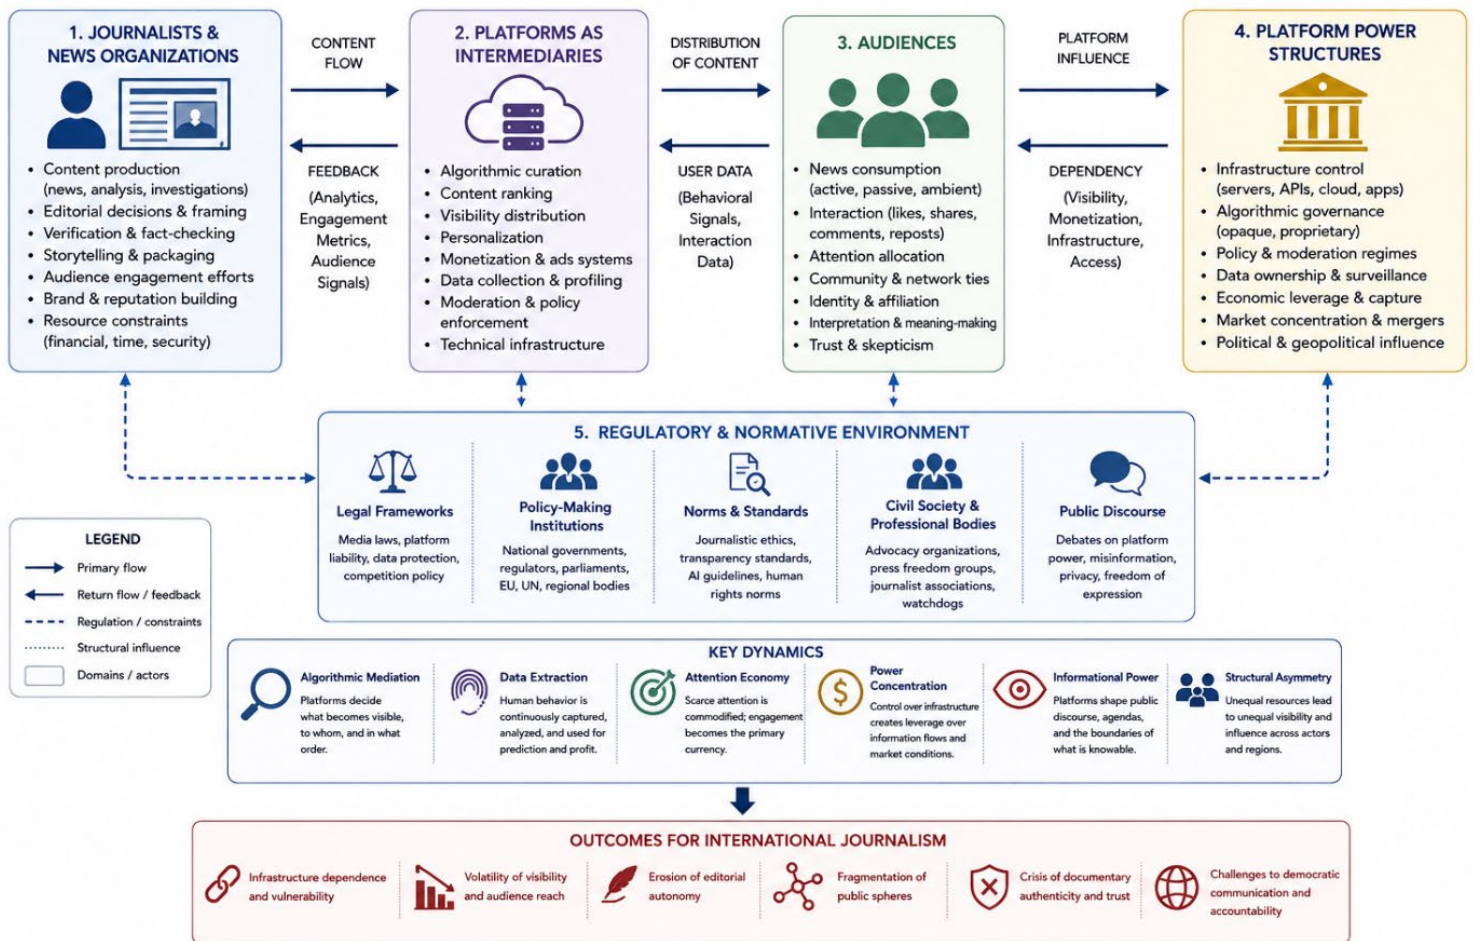 1. JOURNALISTS &
NEWS ORGANIZATIONS
• Content production
(news, analysis, investigations)
• Editorial decisions & framing
• Verification & fact-checking
• Storytelling & packaging
• Audience engagement efforts
• Brand & reputation building
• Resource constraints
(financial, time, security)
CONTENT
FLOW
FEEDBACK
(Analytics,
Engagement
Metrics,
Audience
Signals)
2. PLATFORMS AS
INTERMEDIARIES
• Algorithmic curation
• Content ranking
• Visibility distribution
• Personalization
• Monetization & ads systems
• Data collection & profiling
• Moderation & policy
enforcement
• Technical infrastructure
DISTRIBUTION
OF CONTENT
USER DATA
(Behavioral
Signals,
Interaction
Data)
3. AUDIENCES
• News consumption
(active, passive, ambient)
• Interaction (likes, shares,
comments, reposts)
• Attention allocation
• Community & network ties
• Identity & affiliation
• Interpretation & meaning-making
• Trust & skepticism
PLATFORM
INFLUENCE
DEPENDENCY
(Visibility,
Monetization,
Infrastructure,
Access)
4. PLATFORM POWER
STRUCTURES
• Infrastructure control
(servers, APIs, cloud, apps)
• Algorithmic governance
(opaque, proprietary)
• Policy & moderation regimes
• Data ownership & surveillance
• Economic leverage & capture
• Market concentration & mergers
• Political & geopolitical influence
5. REGULATORY & NORMATIVE ENVIRONMENT
Legal Frameworks
Media laws, platform
liability, data protection,
competition policy
Policy-Making
Institutions
National governments,
regulators, parliaments,
EU, UN, regional bodies
Norms & Standards
Journalistic ethics,
transparency standards,
AI guidelines, human
rights norms
Civil Society &
Professional Bodies
Advocacy organizations,
press freedom groups,
journalist associations,
watchdogs
Public Discourse
Debates on platform
power, misinformation,
privacy, freedom of
expression
LEGEND
Primary flow
Return flow / feedback
Regulation / constraints
Structural influence
Domains / actors
KEY DYNAMICS
Algorithmic Mediation
Platforms decide
what becomes visible,
to whom, and in what
order.
Data Extraction
Human behavior is
continuously captured,
analyzed, and used for
prediction and profit.
Attention Economy
Scarce attention is
commodified; engagement
becomes the primary
currency.
$
Power
Concentration
Control over infrastructure
creates leverage over
information flows and
market conditions.
Informational Power
Platforms shape public
discourse, agendas,
and the boundaries of
what is knowable.
Structural Asymmetry
Unequal resources lead
to unequal visibility and
influence across actors
and regions.
OUTCOMES FOR INTERNATIONAL JOURNALISM
Infrastructure dependence
and vulnerability
Volatility of visibility
and audience reach
Erosion of editorial
autonomy
Fragmentation of
public spheres
Crisis of documentary
authenticity and trust
Challenges to democratic
communication and
accountability